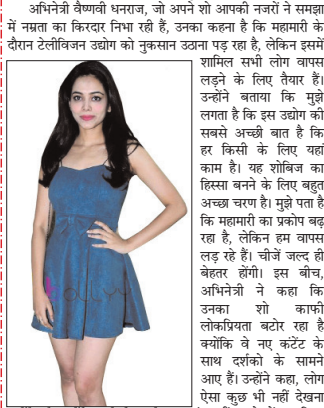 अभिनेत्री वैष्णवी धनराज, जो अपने शो आपकी नजरों ने समझा
में नम्रता का किरदार निभा रही हैं, उनका कहना है कि महामारी के
दौरान टेलीविजन उद्योग को नुकसान उठाना पड़ रहा है, लेकिन इसमें
शामिल सभी लोग वापस
लड़ने के लिए तैयार हैं।
उन्होंने बताया कि मुझे
लगता है कि इस उद्योग की
सबसे अच्छी बात है कि
हर किसी के लिए यहां
काम है। यह शोबिज का
हिस्सा बनने के लिए बहुत
अच्छा चरण है। मुझे पता है
कि महामारी का प्रकोप बढ़
रहा है, लेकिन हम वापस
लड़ रहे हैं। चीजें जल्द ही
बेहतर होंगी। इस बीच,
अभिनेत्री ने कहा कि
उनका शो काफी
लोकप्रियता बटोर रहा है
क्योंकि वे नए कंटेंट के
साथ दर्शको के सामने
आए हैं। उन्होंने कहा, लोग
ऐसा कुछ भी नहीं देखना